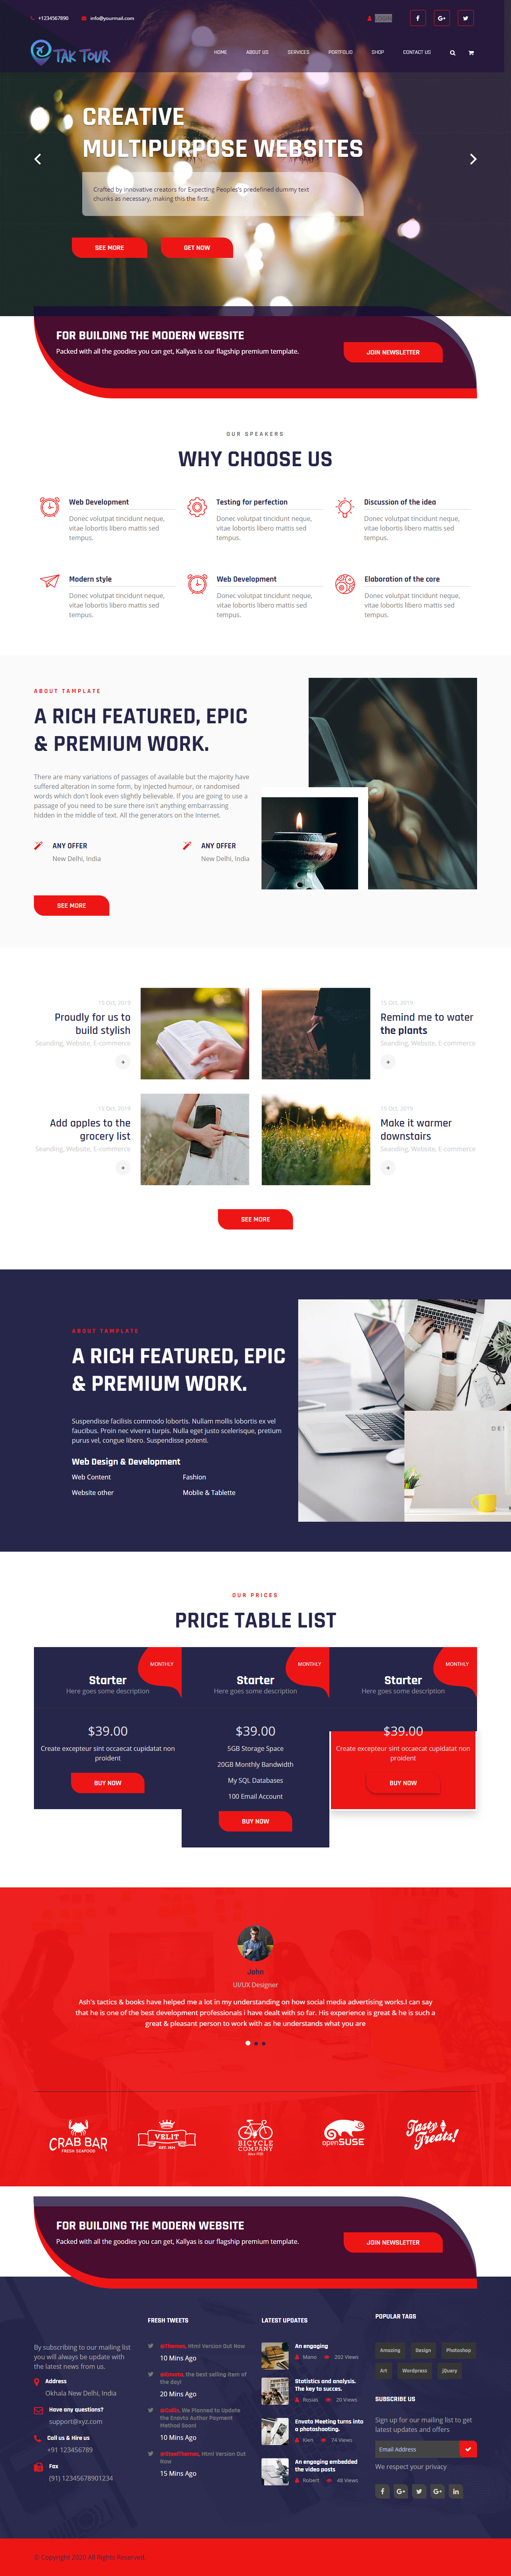 +1234567890 info@yourmail.com LOGIN
TAK TOUR
HOME ABOUT US SERVICES PORTFOLIO SHOP CONTACT US
CREATIVE
MULTIPURPOSE WEBSITES
Crafted by innovative creators for Expecting Peoples's predefined dummy text
chunks as necessary, making this the first.
SEE MORE GET NOW
FOR BUILDING THE MODERN WEBSITE
Packed with all the goodies you can get, Kallyas is our flagship premium template.
JOIN NEWSLETTER
OUR SPEAKERS
WHY CHOOSE US
Web Development
Donec volutpat tincidunt neque,
vitae lobortis libero mattis sed
tempus.
Testing for perfection
Donec volutpat tincidunt neque,
vitae lobortis libero mattis sed
tempus.
Discussion of the idea
Donec volutpat tincidunt neque,
vitae lobortis libero mattis sed
tempus.
Modern style
Donec volutpat tincidunt neque,
vitae lobortis libero mattis sed
tempus.
Web Development
Donec volutpat tincidunt neque,
vitae lobortis libero mattis sed
tempus.
Elaboration of the core
Donec volutpat tincidunt neque,
vitae lobortis libero mattis sed
tempus.
ABOUT TAMPLATE
A RICH FEATURED, EPIC
& PREMIUM WORK.
There are many variations of passages of available but the majority have
suffered alteration in some form, by injected humour, or randomised
words which don't look even slightly believable. If you are going to use a
passage of you need to be sure there isn't anything embarrassing
hidden in the middle of text. All the generators on the Internet.
ANY OFFER
New Delhi, India
ANY OFFER
New Delhi, India
SEE MORE
15 Oct, 2019
Proudly for us to
build stylish
Seanding, Website, E-commerce
+
15 Oct, 2019
Remind me to water
the plants
Seanding, Website, E-commerce
+
15 Oct, 2019
Add apples to the
grocery list
Seanding, Website, E-commerce
+
15 Oct, 2019
Make it warmer
downstairs
Seanding, Website, E-commerce
+
SEE MORE
ABOUT TAMPLATE
A RICH FEATURED, EPIC
& PREMIUM WORK.
Suspendisse facilisis commodo lobortis. Nullam mollis lobortis ex vel
faucibus. Proin nec viverra turpis. Nulla eget justo scelerisque, pretium
purus vel, congue libero. Suspendisse potenti.
Web Design & Development
Web Content Fashion
Website other Moblie & Tablette
DE!
OUR PRICES
PRICE TABLE LIST
MONTHLY
Starter
Here goes some description
$39.00
Create excepteur sint occaecat cupidatat non
proident
BUY NOW
MONTHLY
Starter
Here goes some description
$39.00
5GB Storage Space
20GB Monthly Bandwidth
My SQL Databases
100 Email Account
BUY NOW
MONTHLY
Starter
Here goes some description
$39.00
Create excepteur sint occaecat cupidatat non
proident
BUY NOW
John
UI/UX Designer
Ash's tactics & books have helped me a lot in my understanding on how social media advertising works.I can say
that he is one of the best development professionals i have dealt with so far. His experience is great & he is such a
great & pleasant person to work with as he understands what you are
CRAB BAR
FRESH SEAFOODS
VELIT
BICYCLE
COMPANY
openSUSE
Tasty
Treats!
FOR BUILDING THE MODERN WEBSITE
Packed with all the goodies you can get, Kallyas is our flagship premium template.
JOIN NEWSLETTER
By subscribing to our mailing list
you will always be update with
the latest news from us.
Address
Okhala New Delhi, India
Have any questions?
support@xyz.com
Call us & Hire us
+91 123456789
Fax
(91) 12345678901234
FRESH TWEETS
@Themes, Html Version Out Now
10 Mins Ago
@Envato, the best selling item of
the day!
20 Mins Ago
@Collis, We Planned to Update
the Envato Author Payment
Method Soon!
10 Mins Ago
@SteelThemes, Html Version Out
Now
15 Mins Ago
LATEST UPDATES
An engaging
Mano 202 Views
Statistics and analysis.
The key to succes.
Rosias 20 Views
Envato Meeting turns into
a photoshooting.
Kien 74 Views
An engaging embedded
the video posts
Robert 48 Views
POPULAR TAGS
Amazing Design Photoshop
Art Wordpress jQuery
SUBSCRIBE US
Sign up for our mailing list to get
latest updates and offers
Email Address
We respect your privacy
© Copyright 2020 All Rights Reserved.